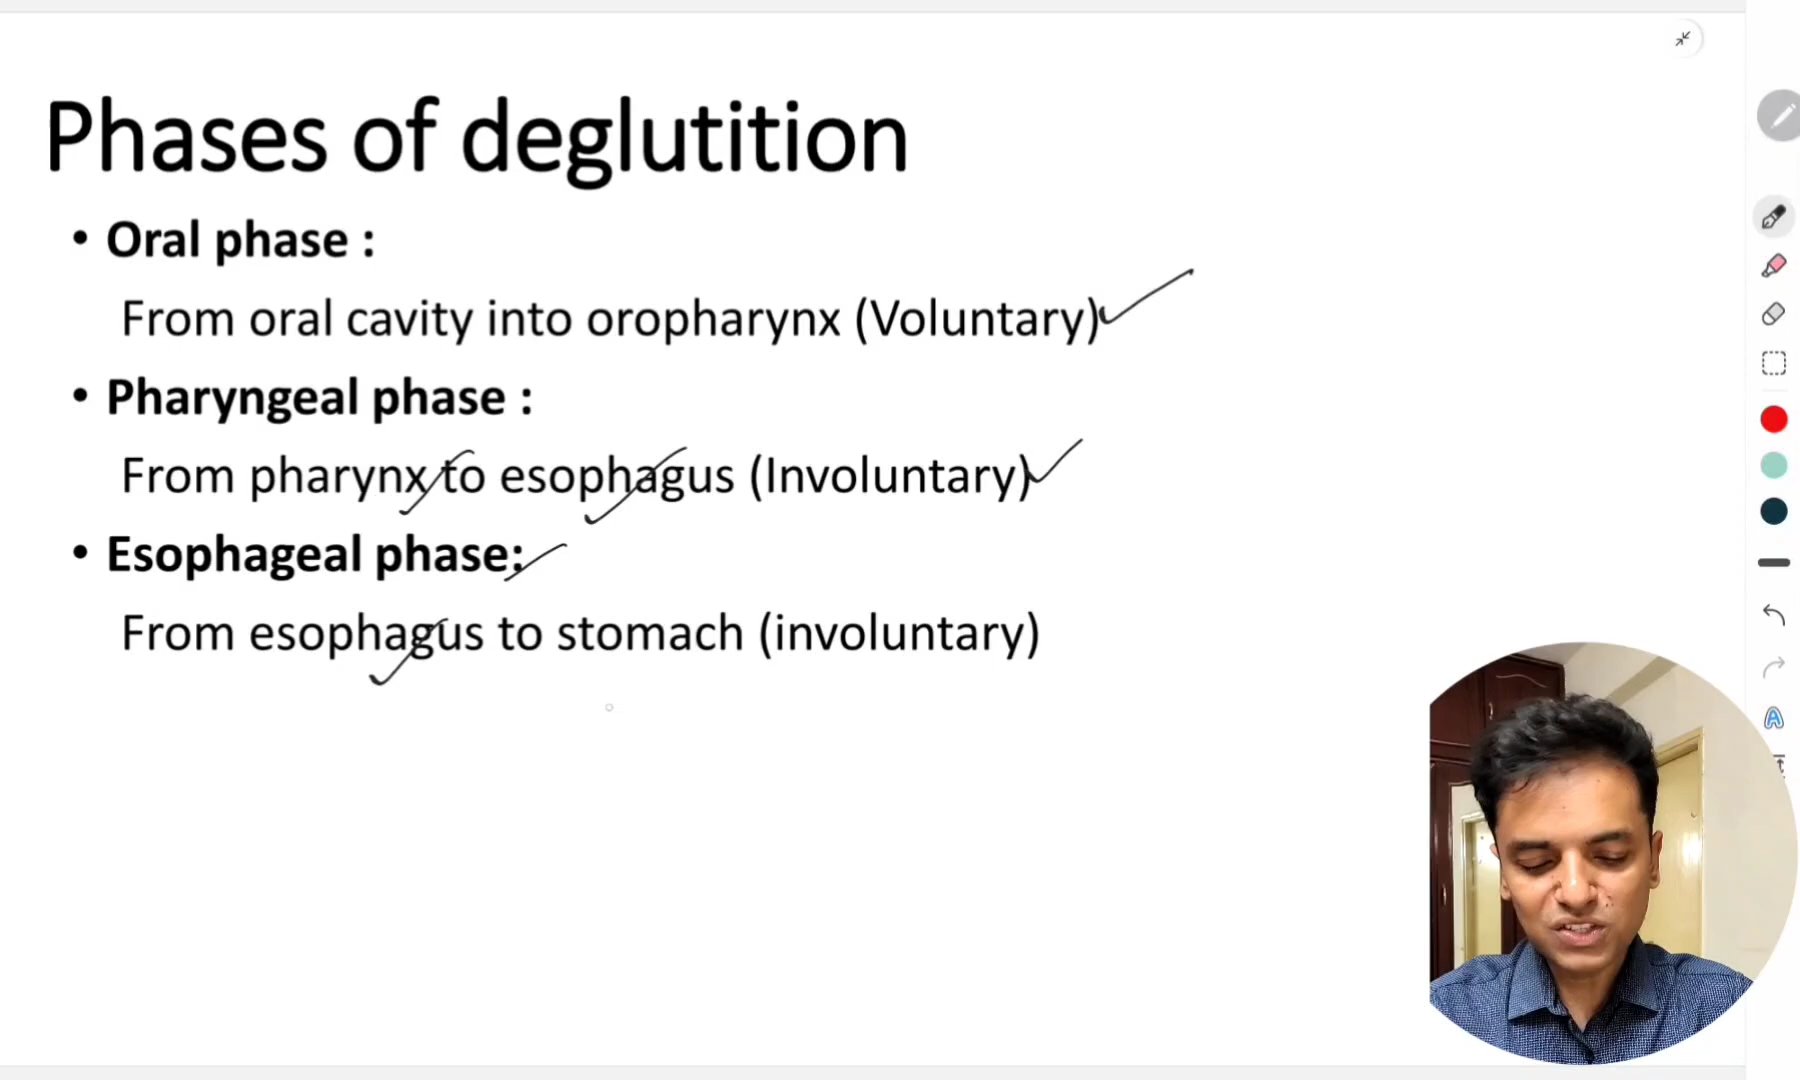 Phases of deglutition
• Oral phase :
From oral cavity into oropharynx (Voluntary)
• Pharyngeal phase :
From pharynx to esophagus (Involuntary)
• Esophageal phase:
From esophagus to stomach (involuntary)
A